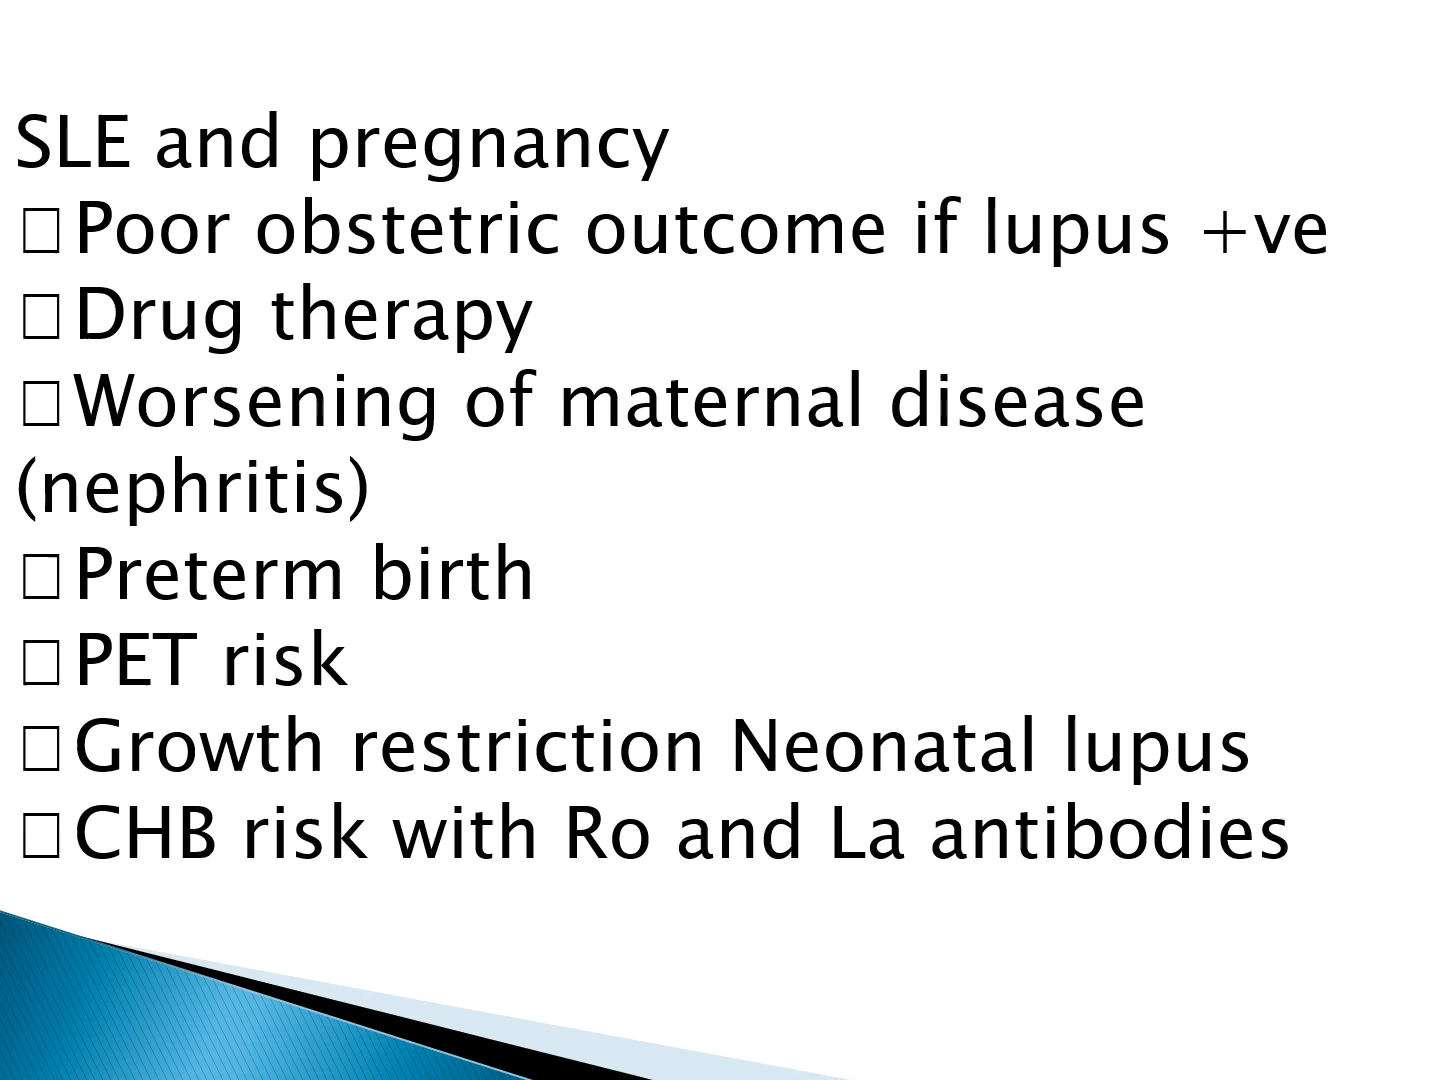 SLE and pregnancy
□Poor obstetric outcome if lupus +ve
□Drug therapy
□Worsening of maternal disease
(nephritis)
□Preterm birth
□PET risk
□Growth restriction Neonatal lupus
□CHB risk with Ro and La antibodies